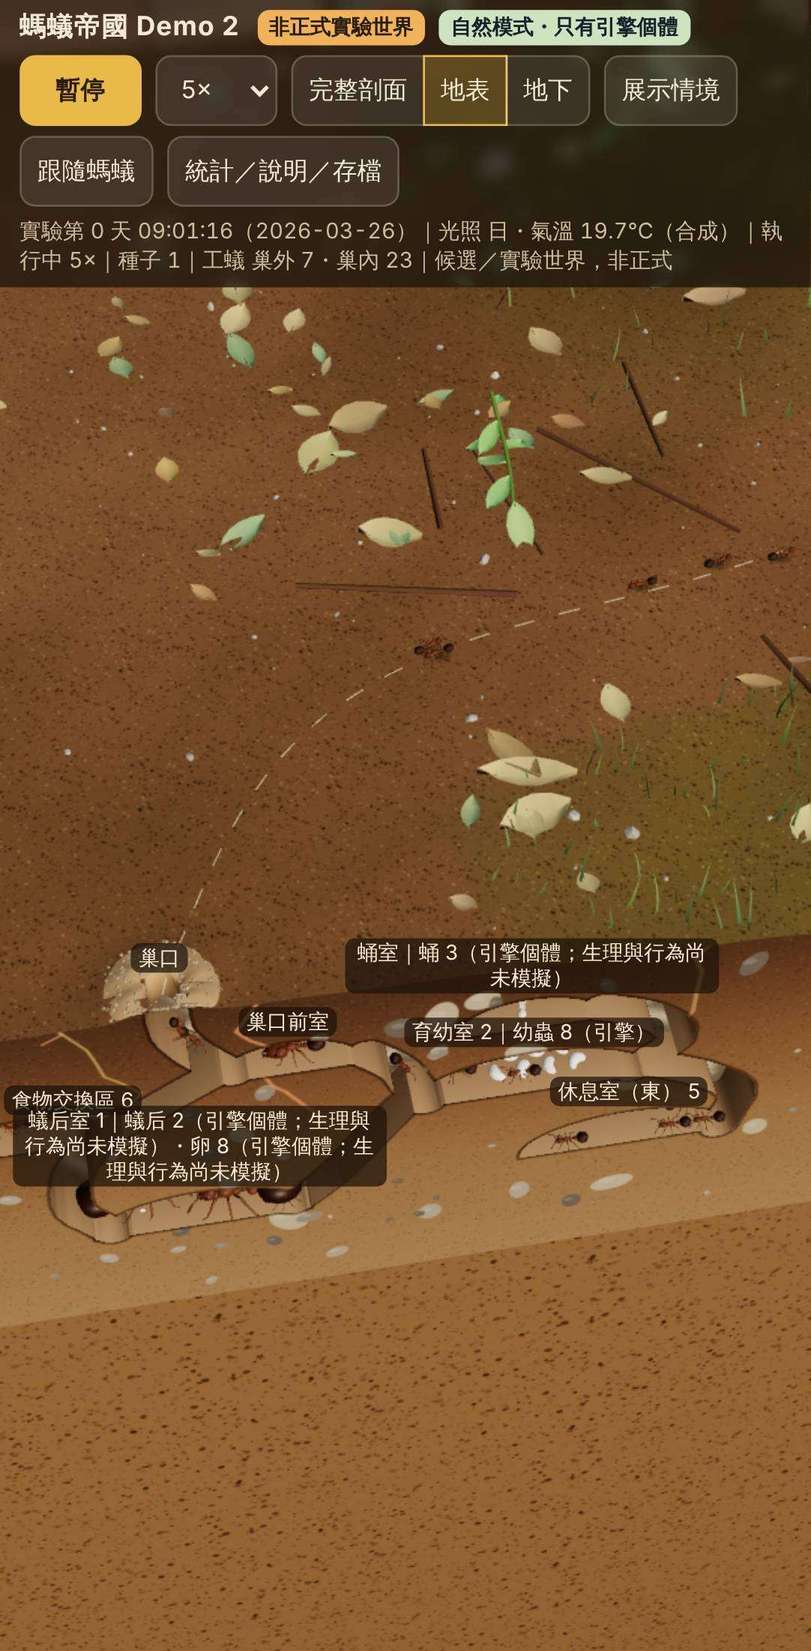 螞蟻帝國 Demo 2 非正式實驗世界 自然模式・只有引擎個體
暫停 5× 完整剖面 地表 地下 展示情境
跟隨螞蟻 統計／說明／存檔
實驗第 0 天 09:01:16（2026-03-26）｜光照 日・氣溫 19.7°C（合成）｜執
行中 5×｜種子 1｜工蟻 巢外 7・巢內 23｜候選／實驗世界，非正式
巢口
蛹室｜蛹 3（引擎個體；生理與行為尚
未模擬）
巢口前室
育幼室 2｜幼蟲 8（引擎）
休息室（東） 5
食物交換區 6
蟻后室 1｜蟻后 2（引擎個體；生理與
行為尚未模擬）・卵 8（引擎個體；生
理與行為尚未模擬）